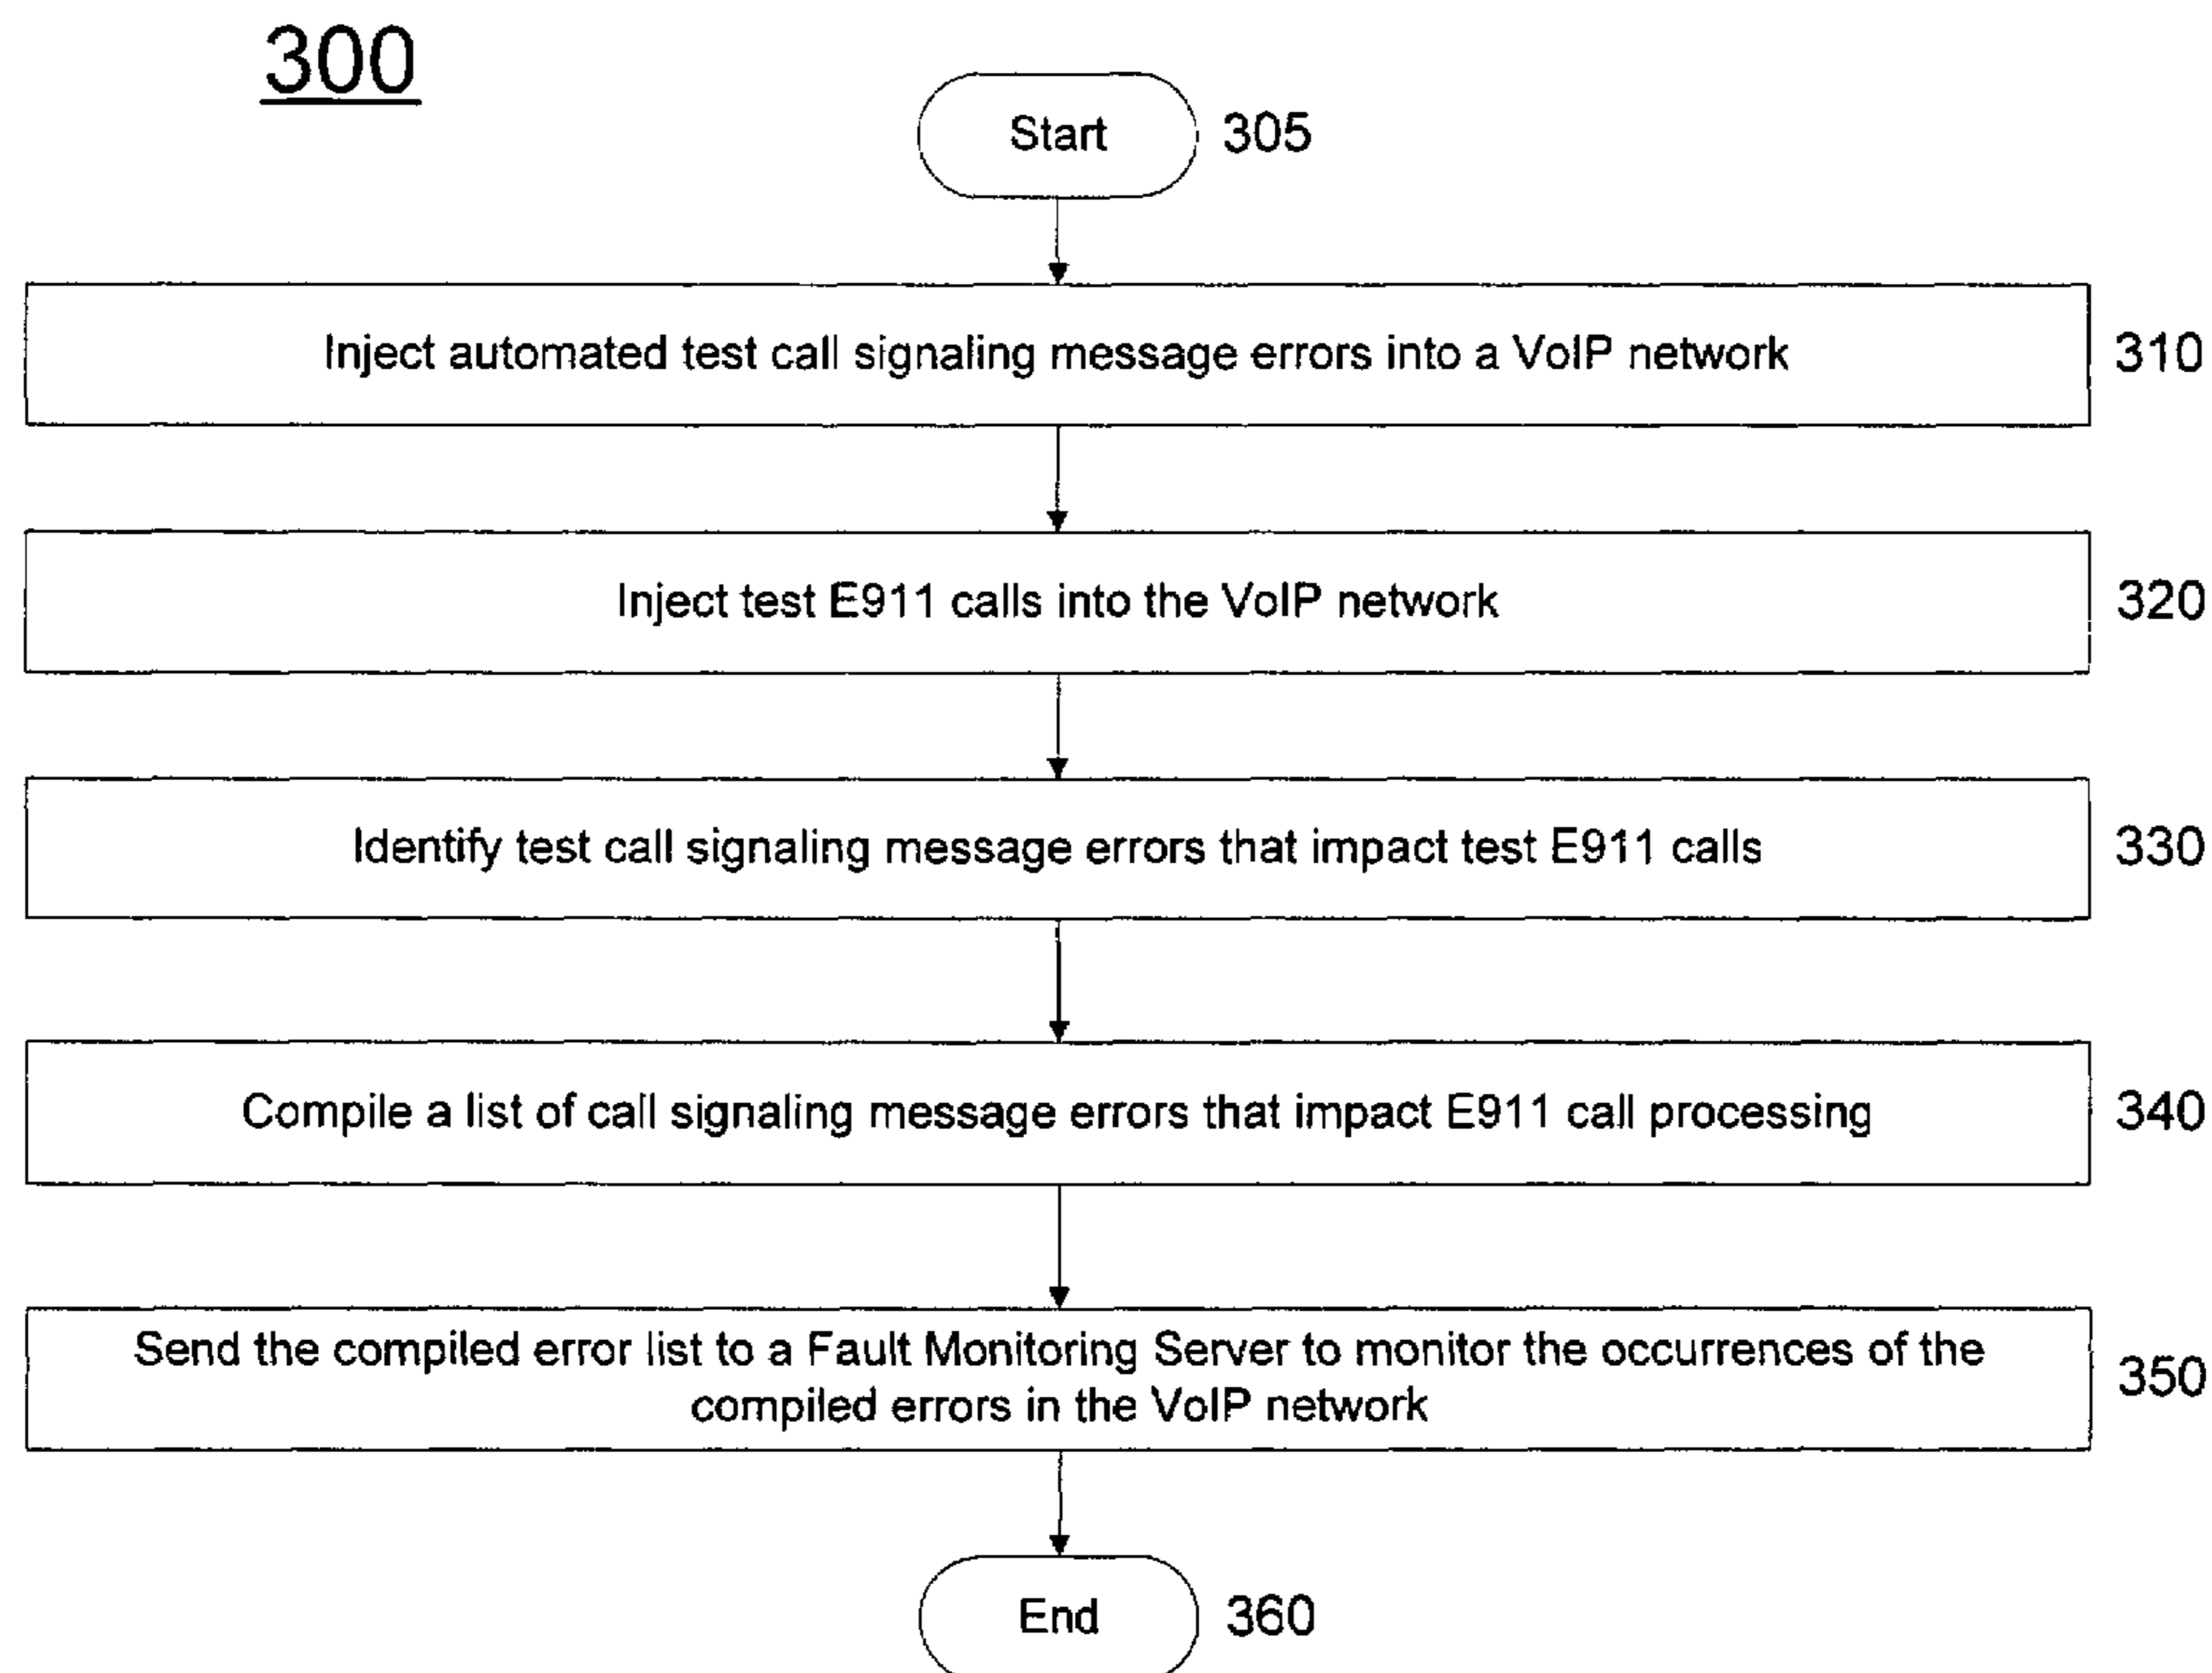 300
Start 305
Inject automated test call signaling message errors into a VoIP network 310
Inject test E911 calls into the VoIP network 320
Identify test call signaling message errors that impact test E911 calls 330
Compile a list of call signaling message errors that impact E911 call processing 340
Send the compiled error list to a Fault Monitoring Server to monitor the occurrences of the
compiled errors in the VoIP network
350
End 360